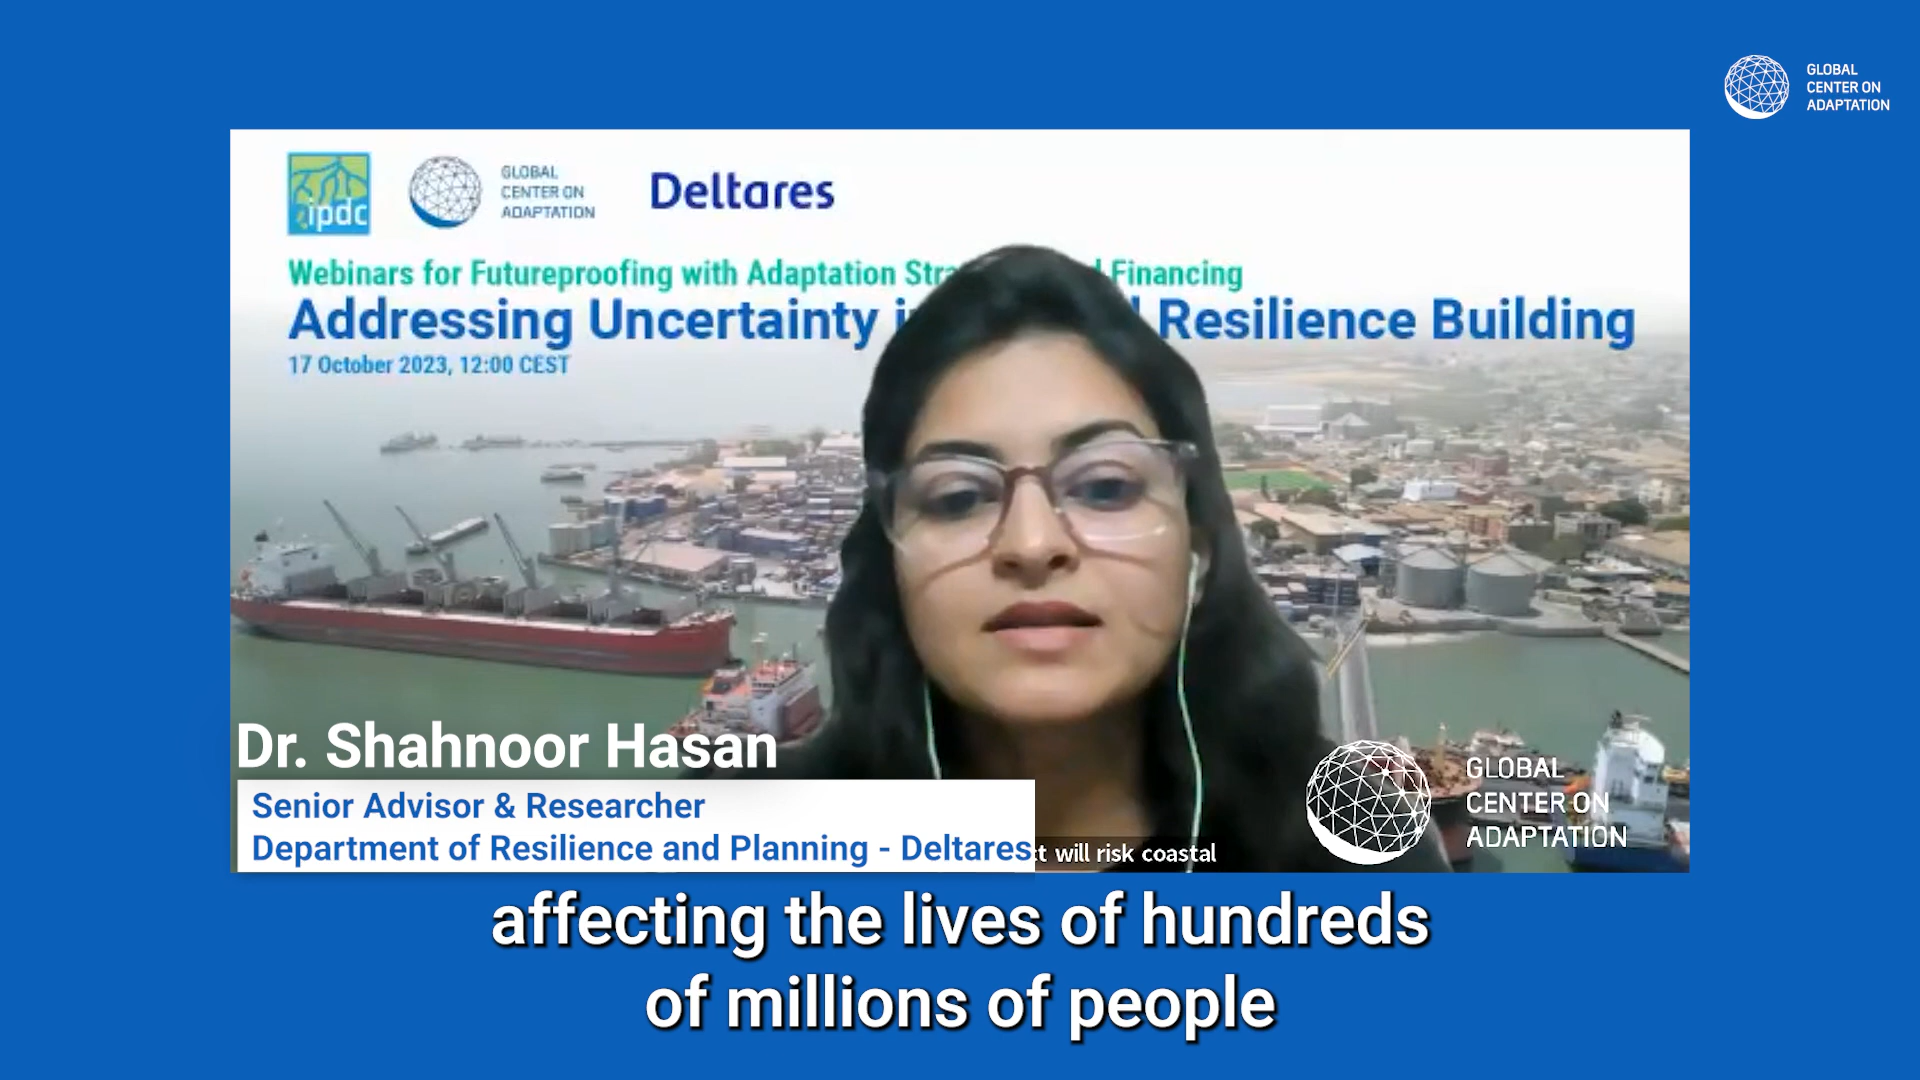 GLOBAL
CENTER ON
ADAPTATION
ipdc
GLOBAL
CENTER ON
ADAPTATION
Deltares
Webinars for Futureproofing with Adaptation Financing
Addressing Uncertainty Resilience Building
17 October 2023, 12:00 CEST
Dr. Shahnoor Hasan
Senior Advisor & Researcher
Department of Resilience and Planning - Deltares
will risk coastal
GLOBAL
CENTER ON
ADAPTATION
affecting the lives of hundreds
of millions of people